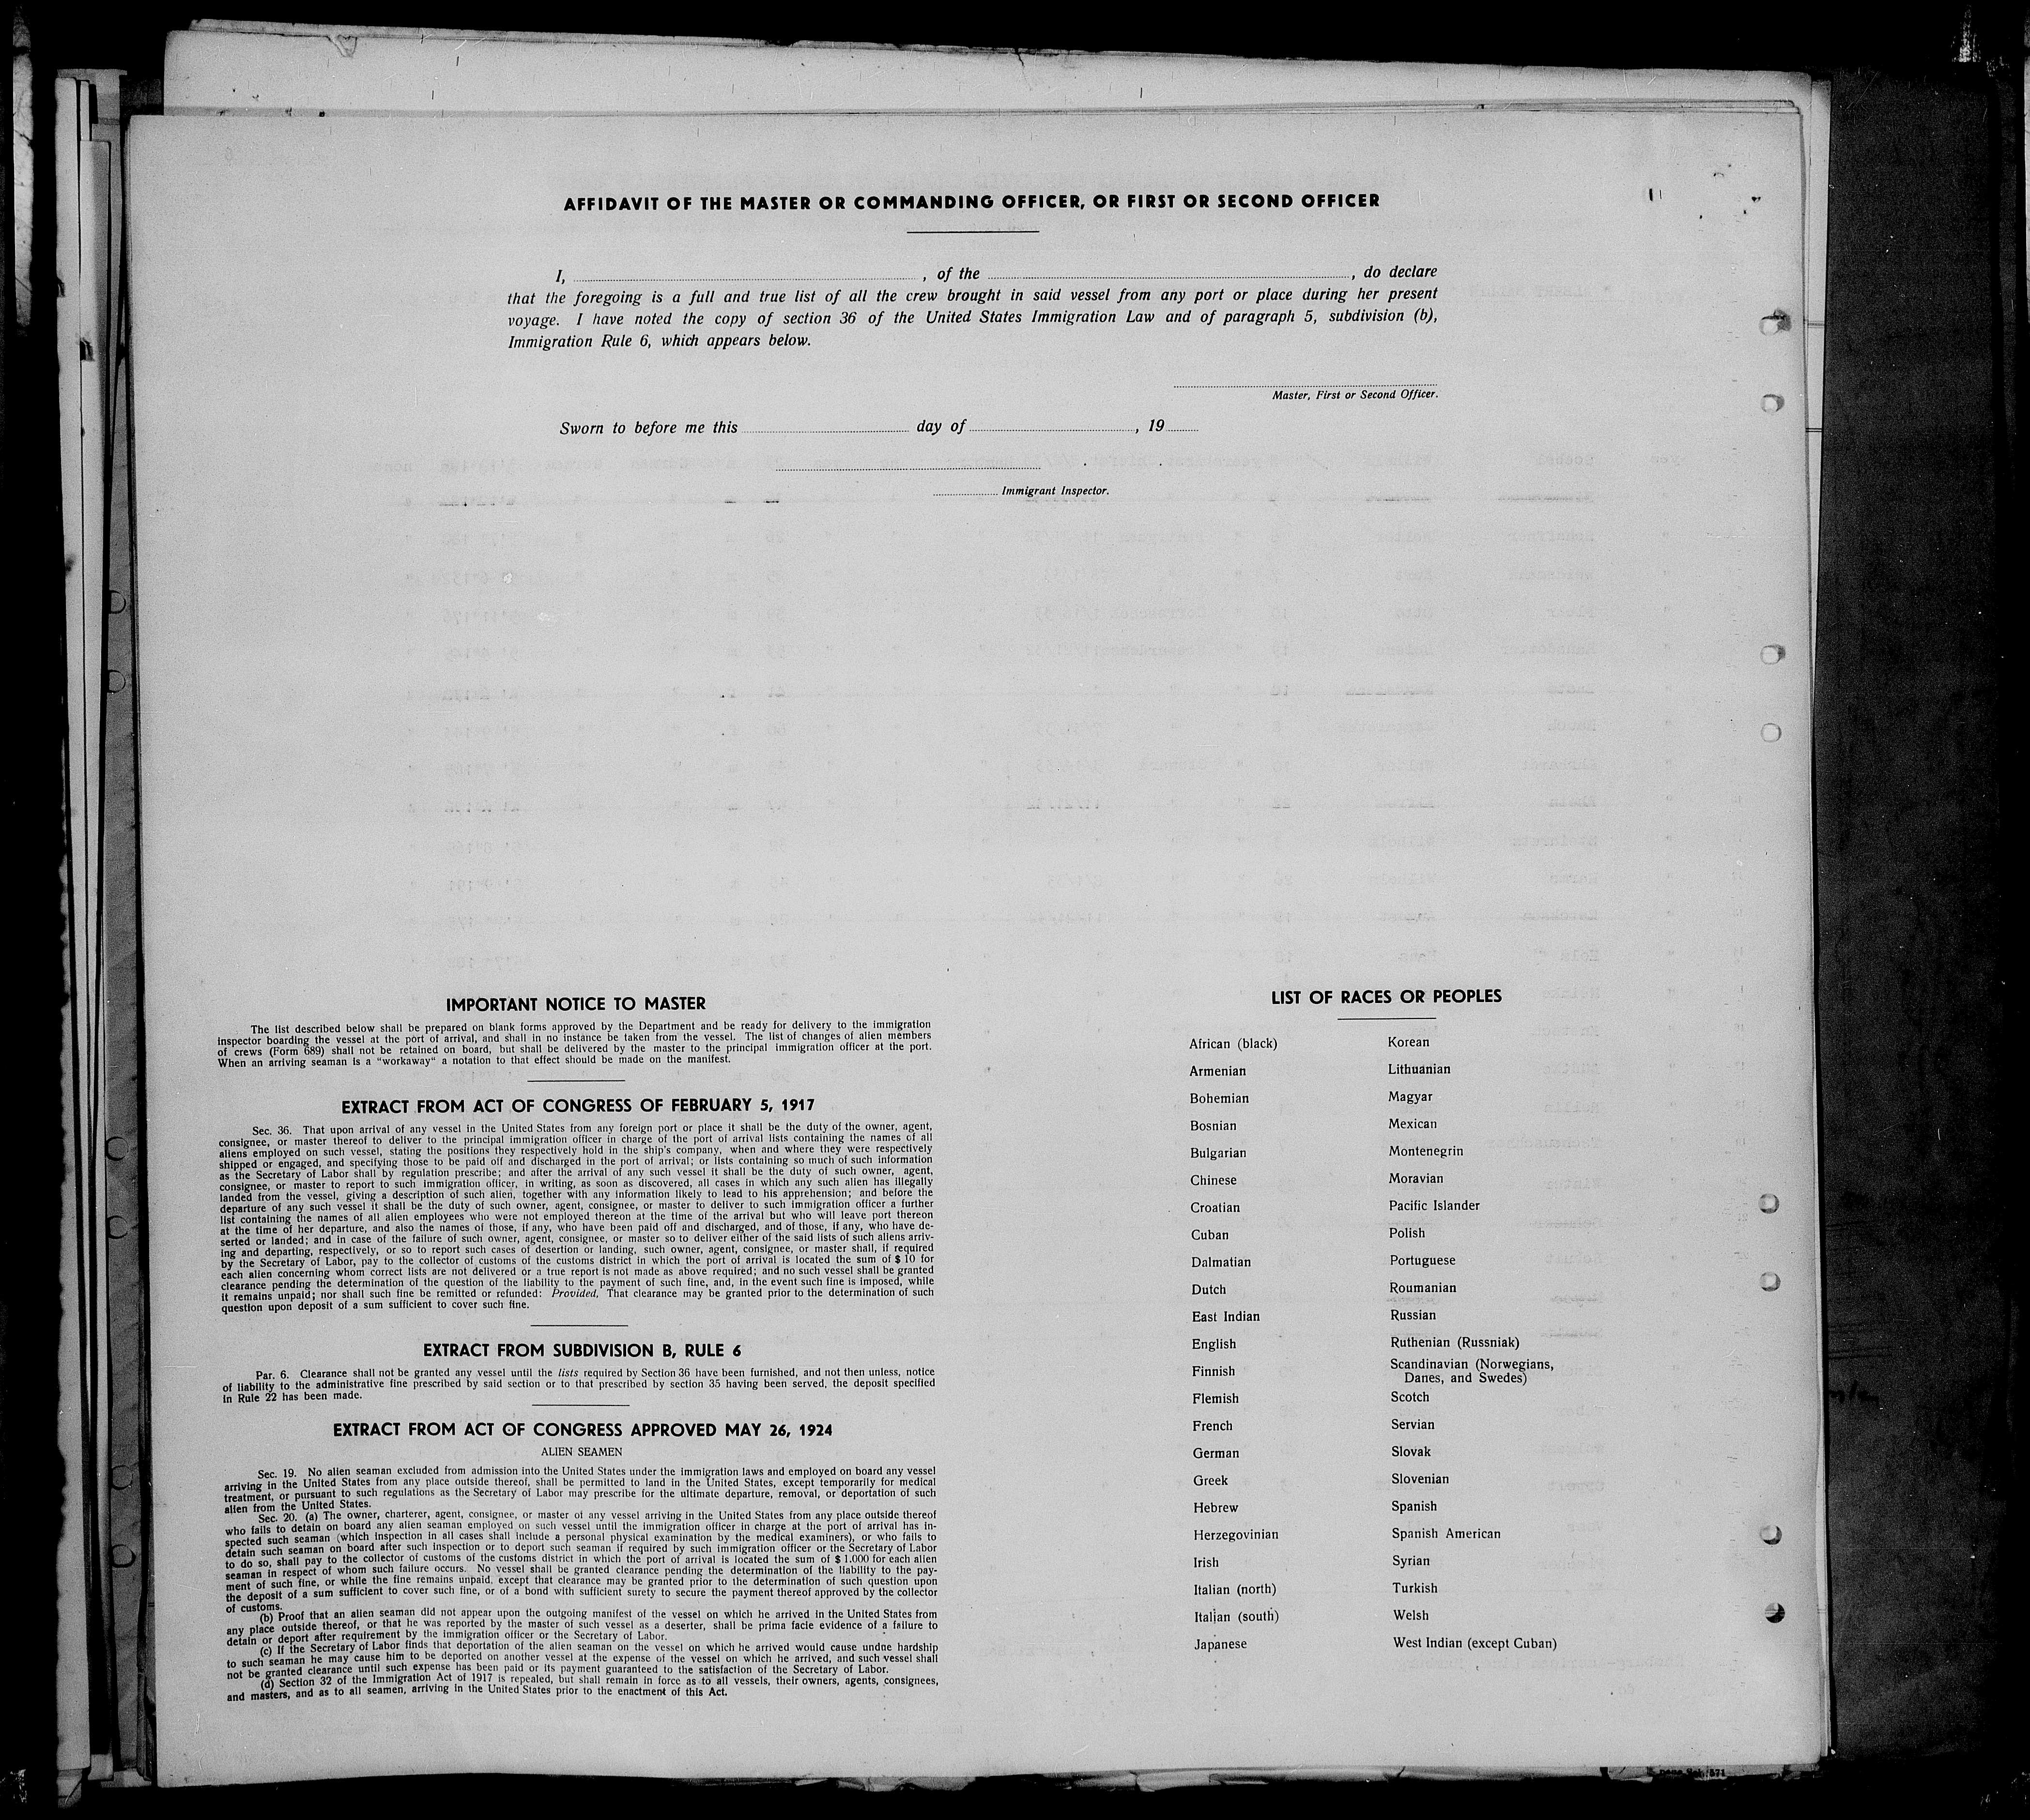 AFFIDAVIT OF THE MASTER OR COMMANDING OFFICER, OR FIRST OR SECOND OFFICER
I, , of the , do declare
that the foregoing is a full and true list of all the crew brought in said vessel from any port or place during her present
voyage. I have noted the copy of section 36 of the United States Immigration Law and of paragraph 5, subdivision (b),
Immigration Rule 6, which appears below.
Master, First or Second Officer.
Sworn to before me this day of , 19
Immigrant Inspector.
IMPORTANT NOTICE TO MASTER
The list described below shall be prepared on blank forms approved by the Department and be ready for delivery to the immigration
inspector boarding the vessel at the port of arrival, and shall in no instance be taken from the vessel. The list of changes of alien members
of crews (Form 689) shall not be retained on board, but shall be delivered by the master to the principal immigration officer at the port.
When an arriving seaman is a "workaway" a notation to that effect should be made on the manifest.
EXTRACT FROM ACT OF CONGRESS OF FEBRUARY 5, 1917
Sec. 36. That upon arrival of any vessel in the United States from any foreign port or place it shall be the duty of the owner, agent,
consignee, or master thereof to deliver to the principal immigration officer in charge of the port of arrival lists containing the names of all
aliens employed on such vessel, stating the positions they respectively hold in the ship's company, when and where they were respectively
shipped or engaged, and specifying those to be paid off and discharged in the port of arrival; or lists containing so much of such information
as the Secretary of Labor shall by regulation prescribe; and after the arrival of any such vessel it shall be the duty of such owner, agent,
consignee, or master to report to such immigration officer, in writing, as soon as discovered, all cases in which any such alien has illegally
landed from the vessel, giving a description of such alien, together with any information likely to lead to his apprehension; and before the
departure of any such vessel it shall be the duty of such owner, agent, consignee, or master to deliver to such immigration officer a further
list containing the names of all alien employees who were not employed thereon at the time of the arrival but who will leave port thereon
at the time of her departure, and also the names of those, if any, who have been paid off and discharged, and of those, if any, who have de-
serted or landed; and in case of the failure of such owner, agent, consignee, or master so to deliver either of the said lists of such aliens arriv-
ing and departing, respectively, or so to report such cases of desertion or landing, such owner, agent, consignee, or master shall, if required
by the Secretary of Labor, pay to the collector of customs of the customs district in which the port of arrival is located the sum of $ 10 for
each alien concerning whom correct lists are not delivered or a true report is not made as above required; and no such vessel shall be granted
clearance pending the determination of the question of the liability to the payment of such fine, and, in the event such fine is imposed, while
it remains unpaid; nor shall such fine be remitted or refunded: Provided, That clearance may be granted prior to the determination of such
question upon deposit of a sum sufficient to cover such fine.
EXTRACT FROM SUBDIVISION B, RULE 6
Par. 6. Clearance shall not be granted any vessel until the lists required by Section 36 have been furnished, and not then unless, notice
of liability to the administrative fine prescribed by said section or to that prescribed by section 35 having been served, the deposit specified
in Rule 22 has been made.
EXTRACT FROM ACT OF CONGRESS APPROVED MAY 26, 1924
ALIEN SEAMEN
Sec. 19. No alien seaman excluded from admission into the United States under the immigration laws and employed on board any vessel
arriving in the United States from any place outside thereof, shall be permitted to land in the United States, except temporarily for medical
treatment, or pursuant to such regulations as the Secretary of Labor may prescribe for the ultimate departure, removal, or deportation of such
alien from the United States.
Sec. 20. (a) The owner, charterer, agent, consignee, or master of any vessel arriving in the United States from any place outside thereof
who fails to detain on board any alien seaman employed on such vessel until the immigration officer in charge at the port of arrival has in-
spected such seaman (which inspection in all cases shall include a personal physical examination by the medical examiners), or who fails to
detain such seaman on board after such inspection or to deport such seaman if required by such immigration officer or the Secretary of Labor
to do so, shall pay to the collector of customs of the customs district in which the port of arrival is located the sum of $ 1.000 for each alien
seaman in respect of whom such failure occurs. No vessel shall be granted clearance pending the determination of the liability to the pay-
ment of such fine, or while the fine remains unpaid, except that clearance may be granted prior to the determination of such question upon
the deposit of a sum sufficient to cover such fine, or of a bond with sufficient surety to secure the payment thereof approved by the collector
of customs.
(b) Proof that an alien seaman did not appear upon the outgoing manifest of the vessel on which he arrived in the United States from
any place outside thereof, or that he was reported by the master of such vessel as a deserter, shall be prima facie evidence of a failure to
detain or deport after requirement by the immigration officer or the Secretary of Labor.
(c) If the Secretary of Labor finds that deportation of the alien seaman on the vessel on which he arrived would cause undne hardship
to such seaman he may cause him to be deported on another vessel at the expense of the vessel on which he arrived, and such vessel shall
not be granted clearance until such expense has been paid or its payment guaranteed to the satisfaction of the Secretary of Labor.
(d) Section 32 of the Immigration Act of 1917 is repealed, but shall remain in force as to all vessels, their owners, agents, consignees,
and masters, and as to all seamen, arriving in the United States prior to the enactment of this Act.
LIST OF RACES OR PEOPLES
African (black)
Armenian
Bohemian
Bosnian
Bulgarian
Chinese
Croatian
Cuban
Dalmatian
Dutch
East Indian
English
Finnish
Flemish
French
German
Greek
Hebrew
Herzegovinian
Irish
Italian (north)
Italian (south)
Japanese
Korean
Lithuanian
Magyar
Mexican
Montenegrin
Moravian
Pacific Islander
Polish
Portuguese
Roumanian
Russian
Ruthenian (Russniak)
Scandinavian (Norwegians,
Danes, and Swedes)
Scotch
Servian
Slovak
Slovenian
Spanish
Spanish American
Syrian
Turkish
Welsh
West Indian (except Cuban)